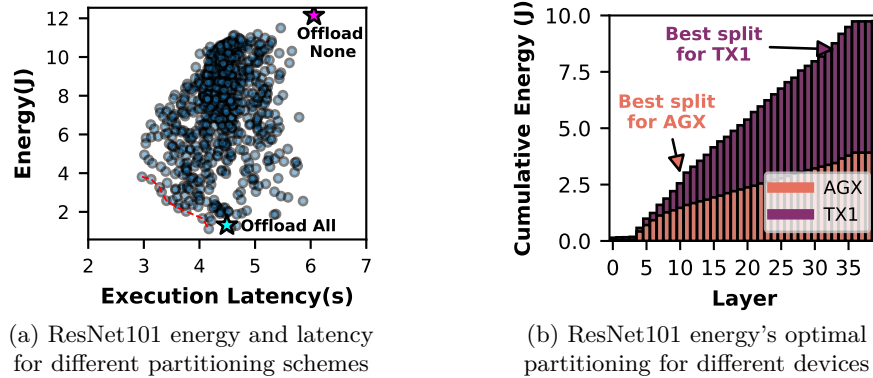 12
10
8
6
4
2
Energy(J)
Offload
None
Offload All
2 3 4 5 6 7
Execution Latency(s)
(a) ResNet101 energy and latency
for different partitioning schemes
10.0
7.5
5.0
2.5
0.0
Cumulative Energy (J)
Best split
for TX1
Best split
for AGX
AGX
TX1
0 5 10 15 20 25 30 35
Layer
(b) ResNet101 energy's optimal
partitioning for different devices